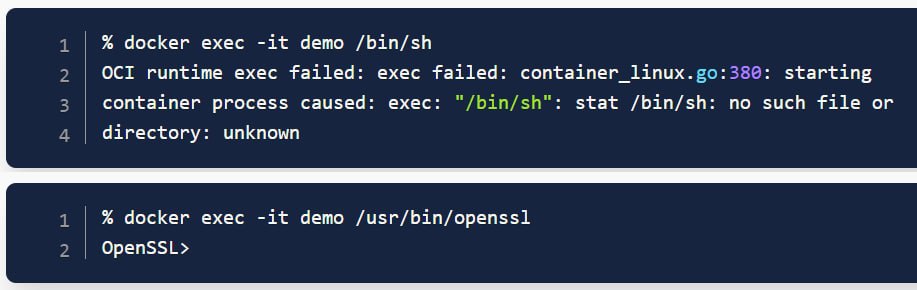 1 % docker exec -it demo /bin/sh
2 OCI runtime exec failed: exec failed: container_linux.go:380: starting
3 container process caused: exec: "/bin/sh": stat /bin/sh: no such file or
4 directory: unknown
1 % docker exec -it demo /usr/bin/openssl
2 OpenSSL>